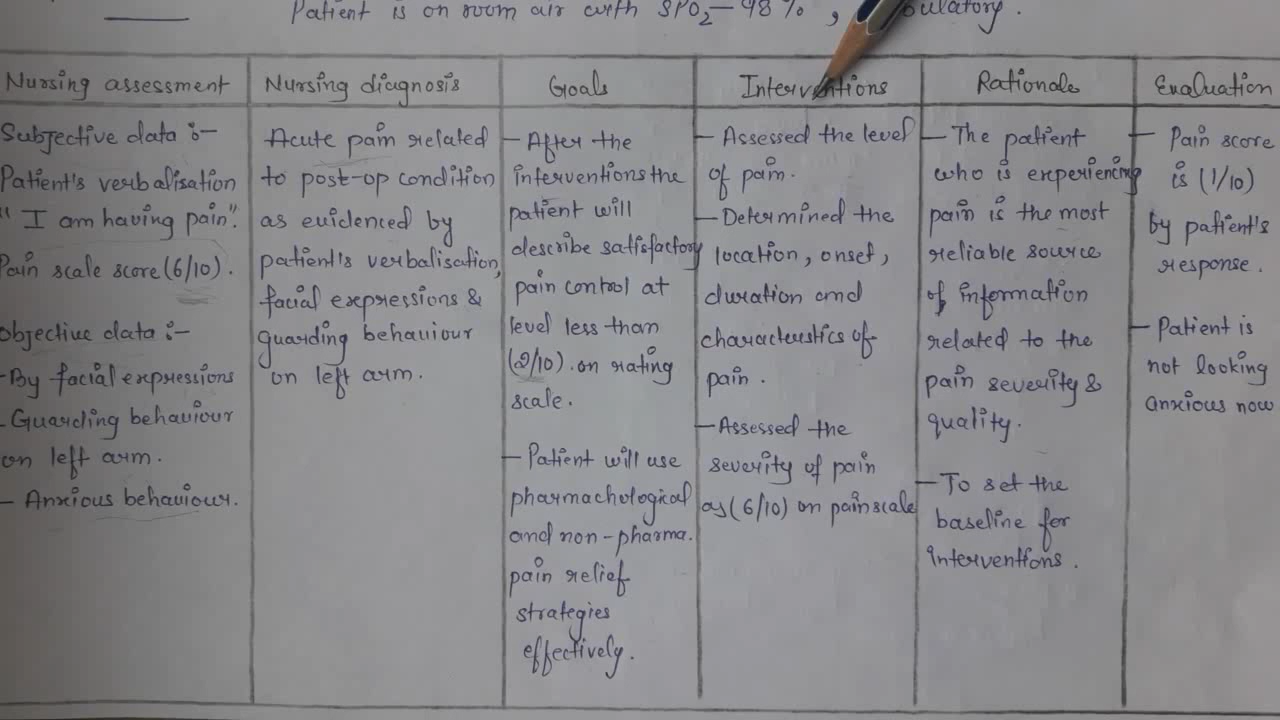 Patient is on room air with SPO2 - 98%,
Nursing assessment
Subjective data :-
Patient's verbalisation
" I am having pain".
Pain scale score (6/10).
Objective data :-
- By facial expressions
- Guarding behaviour
on left arm.
- Anxious behaviour.
Nursing diagnosis
Acute pain related
to post-op condition
as evidenced by
patient's verbalisation,
facial expressions &
guarding behaviour
on left arm.
Goals
- After the
interventions the
patient will
describe satisfactory
pain control at
level less than
(2/10). on rating
scale.
- Patient will use
pharmachological
and non-pharma.
pain relief
strategies
effectively.
Interventions
- Assessed the level
of pain.
- Determined the
location, onset,
duration and
characteristics of
pain.
- Assessed the
severity of pain
as (6/10) on painscale
Rationale
- The patient
who is experiencing
pain is the most
reliable source
of information
related to the
pain severity &
quality.
- To set the
baseline for
interventions.
Evaluation
- Pain score
is (1/10)
by patient's
response.
- Patient is
not looking
anxious now